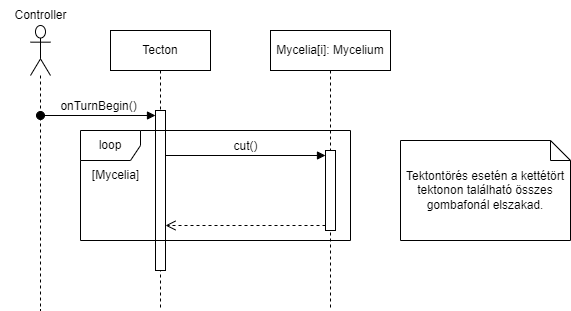 Controller
Tecton
Mycelia[i]: Mycelium
onTurnBegin()
loop
cut()
[Mycelia]
Tektontörés esetén a kettétört
tektonon található összes
gombafonál elszakad.